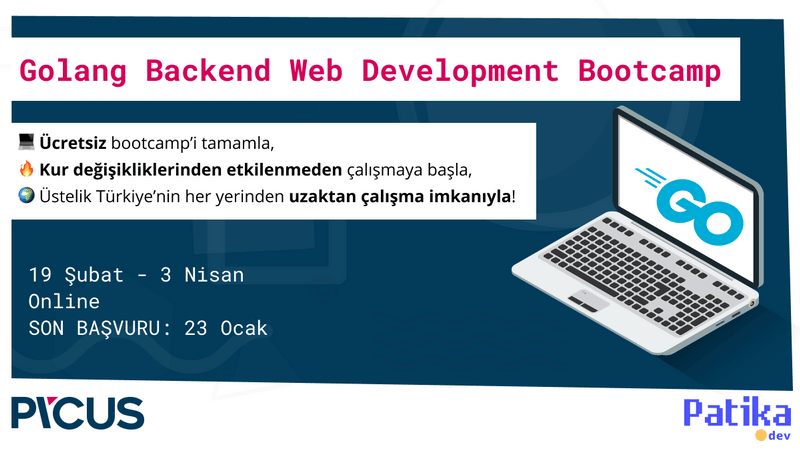 Golang Backend Web Development Bootcamp
💻 Ücretsiz bootcamp’i tamamla,
🔥 Kur değişikliklerinden etkilenmeden çalışmaya başla,
🌍 Üstelik Türkiye’nin her yerinden uzaktan çalışma imkanıyla!
GO
19 Şubat - 3 Nisan
Online
SON BAŞVURU: 23 Ocak
PICUS
Patika
dev